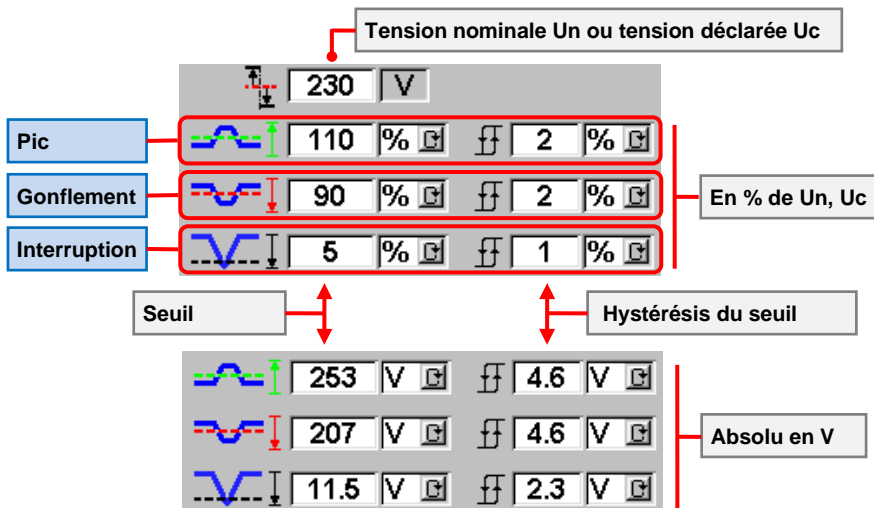 Tension nominale Un ou tension déclarée Uc
230 V
Pic 110 % 2 %
Gonflement 90 % 2 % En % de Un, Uc
Interruption 5 % 1 %
Seuil Hystérésis du seuil
253 V 4.6 V
207 V 4.6 V Absolu en V
11.5 V 2.3 V